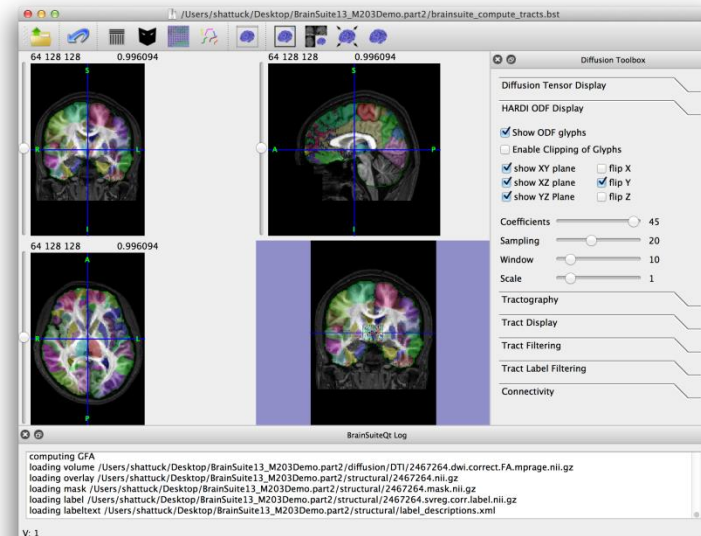 /Users/shattuck/Desktop/BrainSuite13_M203Demo.part2/brainsuite_compute_tracts.bst
64 128 128 0.996094
S
R L
I
64 128 128 0.996094
S
A P
I
64 128 128 0.996094
A
R L
P
Diffusion Toolbox
Diffusion Tensor Display
HARDI ODF Display
Show ODF glyphs
Enable Clipping of Glyphs
show XY plane flip X
show XZ plane flip Y
show YZ Plane flip Z
Coefficients 45
Sampling 20
Window 10
Scale 1
Tractography
Tract Display
Tract Filtering
Tract Label Filtering
Connectivity
BrainSuiteQt Log
computing GFA
loading volume /Users/shattuck/Desktop/BrainSuite13_M203Demo.part2/diffusion/DTI/2467264.dwi.correct.FA.mprage.nii.gz
loading overlay /Users/shattuck/Desktop/BrainSuite13_M203Demo.part2/structural/2467264.nii.gz
loading mask /Users/shattuck/Desktop/BrainSuite13_M203Demo.part2/structural/2467264.mask.nii.gz
loading label /Users/shattuck/Desktop/BrainSuite13_M203Demo.part2/structural/2467264.svreg.corr.label.nii.gz
loading labeltext /Users/shattuck/Desktop/BrainSuite13_M203Demo.part2/structural/label_descriptions.xml
V: 1